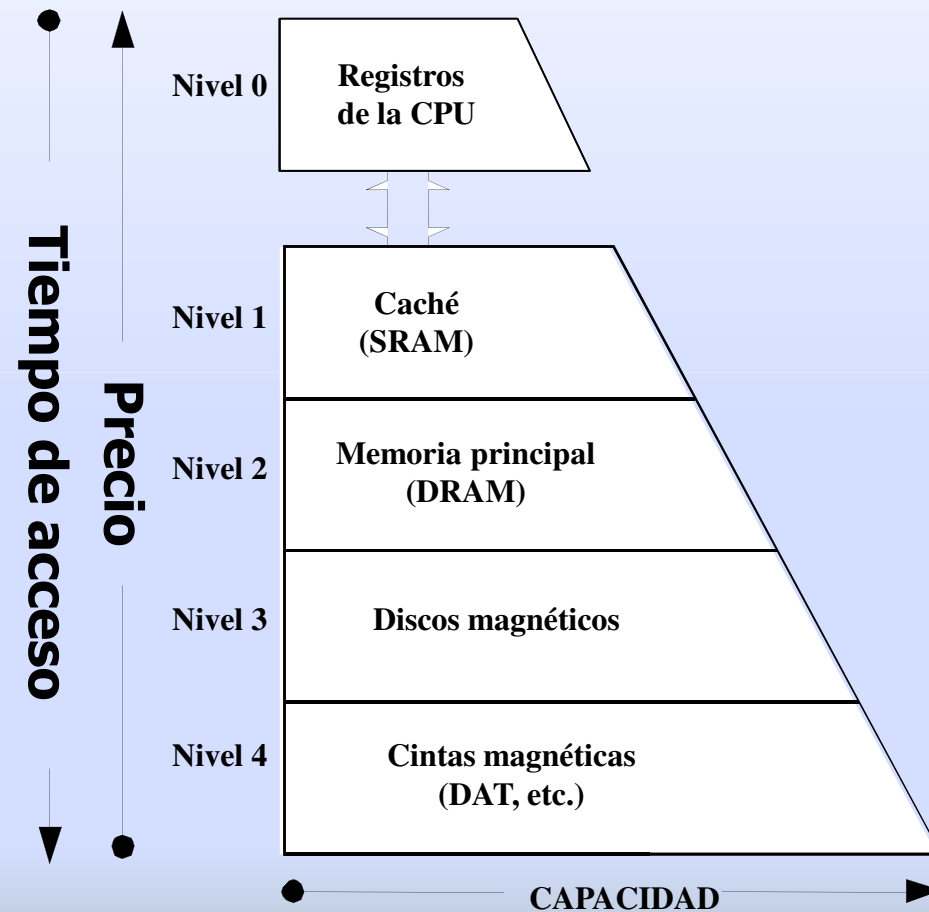 Nivel 0
Registros
de la CPU
Tiempo de acceso
Precio
Nivel 1
Caché
(SRAM)
Nivel 2
Memoria principal
(DRAM)
Nivel 3
Discos magnéticos
Nivel 4
Cintas magnéticas
(DAT, etc.)
CAPACIDAD